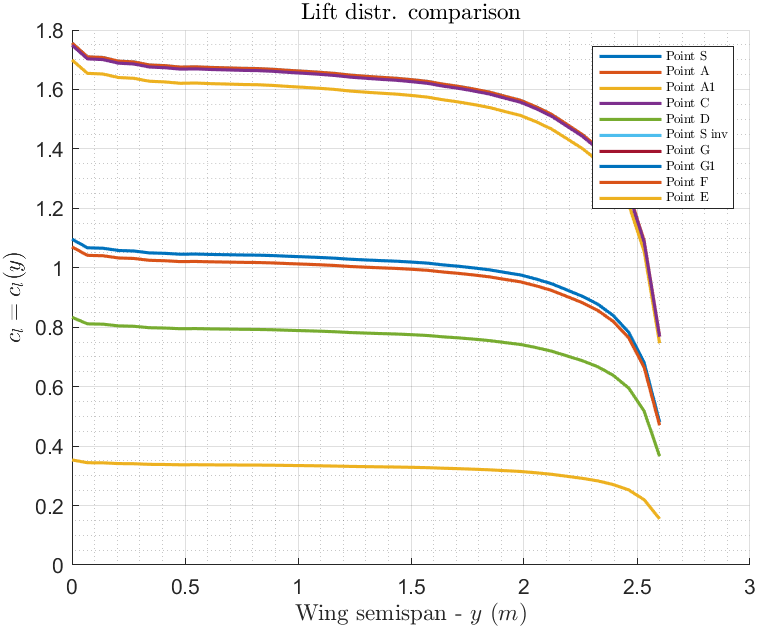 Lift distr. comparison
1.8
1.6
1.4
1.2
1
0.8
0.6
0.4
0.2
0
c_l = c_l(y)
Point S
Point A
Point A1
Point C
Point D
Point S inv
Point G
Point G1
Point F
Point E
0
0.5
1
1.5
2
2.5
3
Wing semispan - y (m)